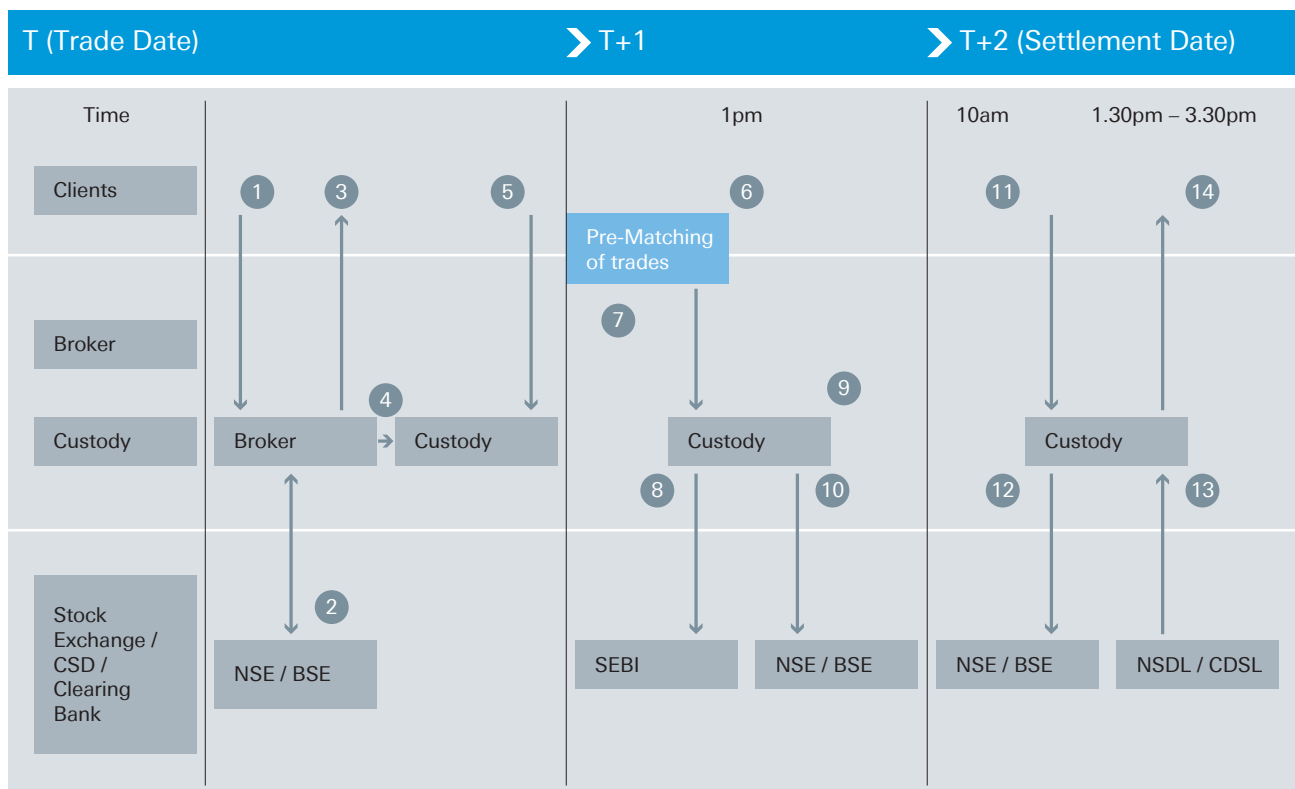 T (Trade Date)
T+1
T+2 (Settlement Date)
Time
1pm
10am
1.30pm – 3.30pm
Clients
1
3
5
6
11
14
Pre-Matching
of trades
7
Broker
9
4
Custody
Broker
Custody
Custody
Custody
8
10
12
13
2
Stock
Exchange /
CSD /
Clearing
Bank
NSE / BSE
SEBI
NSE / BSE
NSE / BSE
NSDL / CDSL